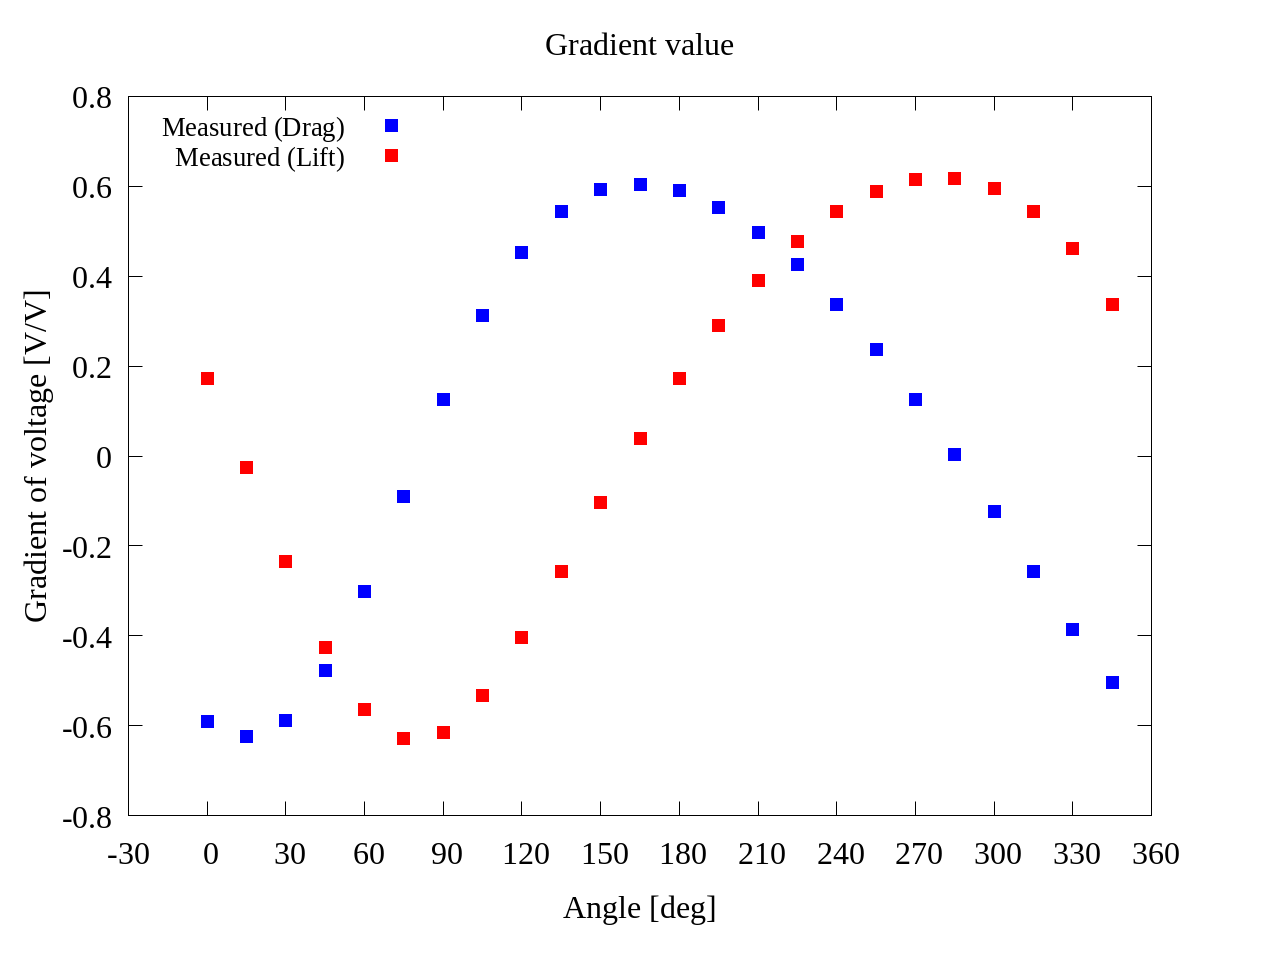 Gradient value
0.8
0.6
0.4
0.2
0
-0.2
-0.4
-0.6
-0.8
Gradient of voltage [V/V]
Measured (Drag)
Measured (Lift)
-30 0 30 60 90 120 150 180 210 240 270 300 330 360
Angle [deg]